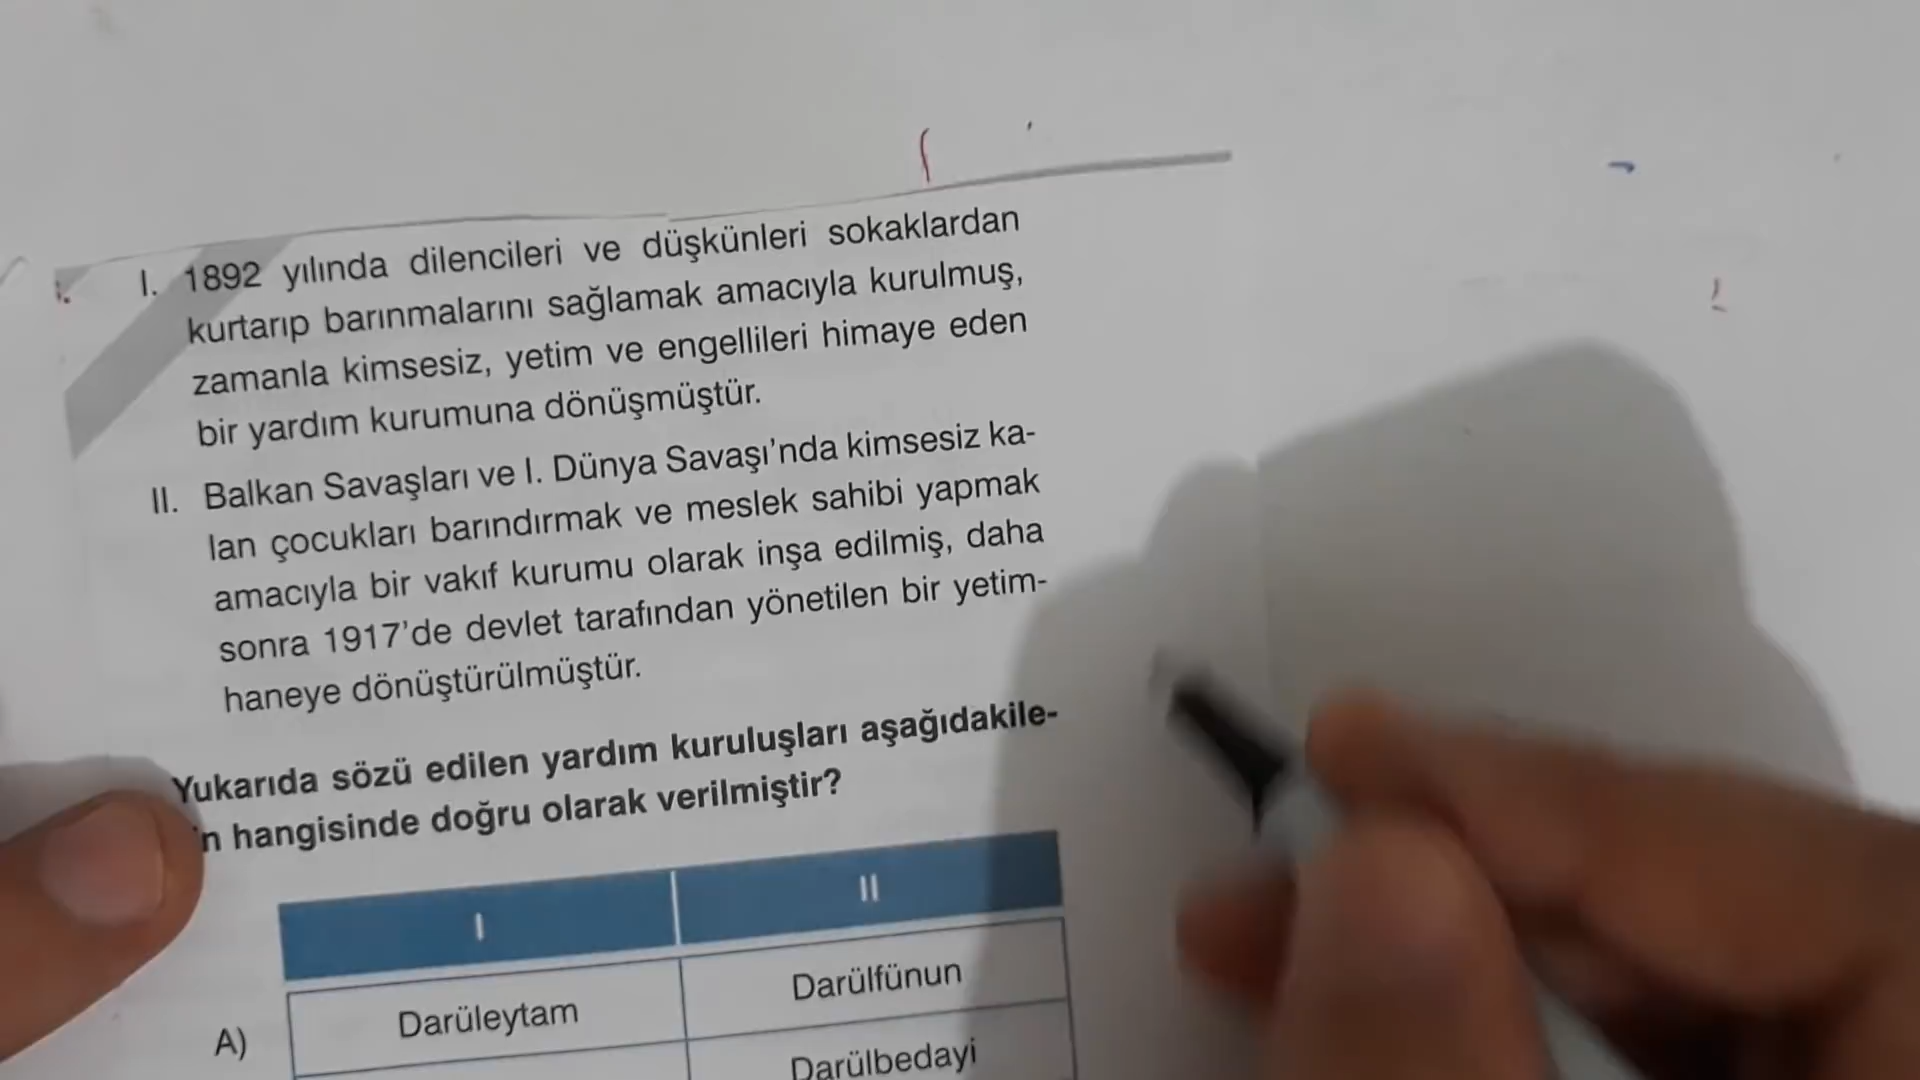 I. 1892 yılında dilencileri ve düşkünleri sokaklardan
kurtarıp barınmalarını sağlamak amacıyla kurulmuş,
zamanla kimsesiz, yetim ve engellileri himaye eden
bir yardım kurumuna dönüşmüştür.
II. Balkan Savaşları ve I. Dünya Savaşı'nda kimsesiz ka-
lan çocukları barındırmak ve meslek sahibi yapmak
amacıyla bir vakıf kurumu olarak inşa edilmiş, daha
sonra 1917'de devlet tarafından yönetilen bir yetim-
haneye dönüştürülmüştür.
Yukarıda sözü edilen yardım kuruluşları aşağıdakile-
n hangisinde doğru olarak verilmiştir?
I II
A) Darüleytam Darülfünun
Darülbedayi